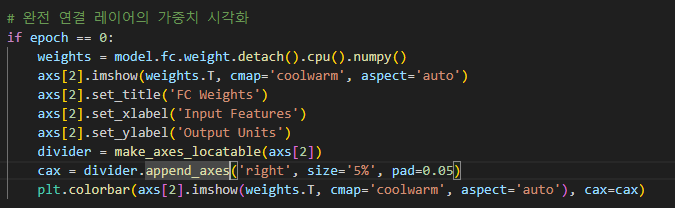 # 완전 연결 레이어의 가중치 시각화
if epoch == 0:
    weights = model.fc.weight.detach().cpu().numpy()
    axs[2].imshow(weights.T, cmap='coolwarm', aspect='auto')
    axs[2].set_title('FC Weights')
    axs[2].set_xlabel('Input Features')
    axs[2].set_ylabel('Output Units')
    divider = make_axes_locatable(axs[2])
    cax = divider.append_axes('right', size='5%', pad=0.05)
    plt.colorbar(axs[2].imshow(weights.T, cmap='coolwarm', aspect='auto'), cax=cax)